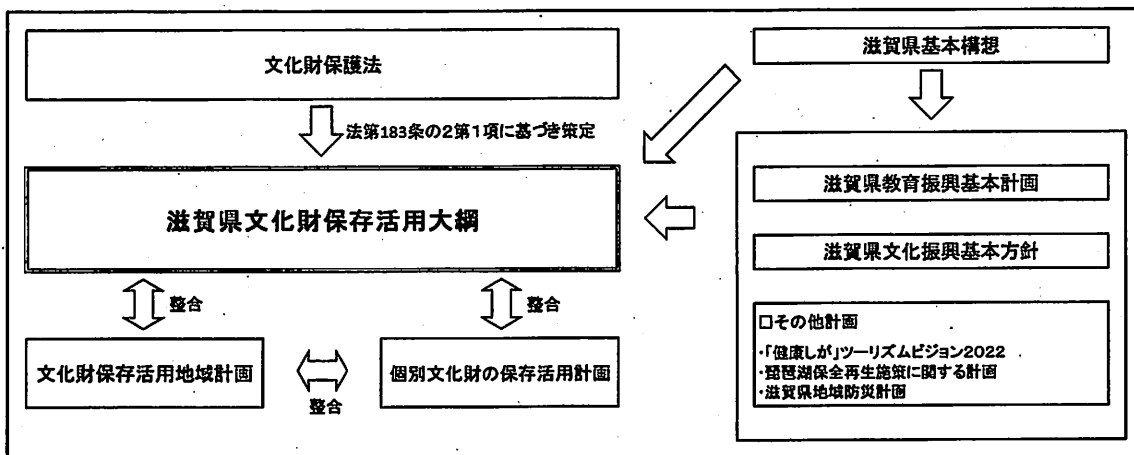 文化財保護法
法第183条の2第1項に基づき策定
滋賀県文化財保存活用大綱
整合
整合
文化財保存活用地域計画
個別文化財の保存活用計画
整合
滋賀県基本構想
滋賀県教育振興基本計画
滋賀県文化振興基本方針
□その他計画
・「健康しが」ツーリズムビジョン2022
・琵琶湖保全再生施策に関する計画
・滋賀県地域防災計画